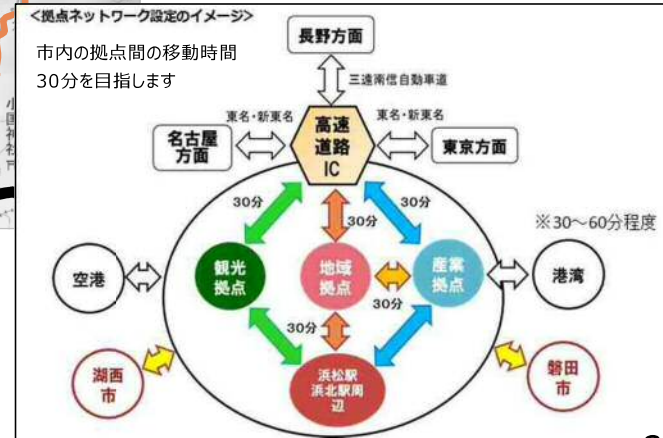 <拠点ネットワーク設定のイメージ>
市内の拠点間の移動時間
30分を目指します
長野方面
三遠南信自動車道
東名・新東名
東名・新東名
名古屋
方面
高速
道路
IC
東京方面
30分
30分
30分
※30～60分程度
空港
観光
拠点
地域
拠点
産業
拠点
港湾
30分
30分
湖西
市
浜松駅
浜北駅周
辺
磐田
市
小国神社